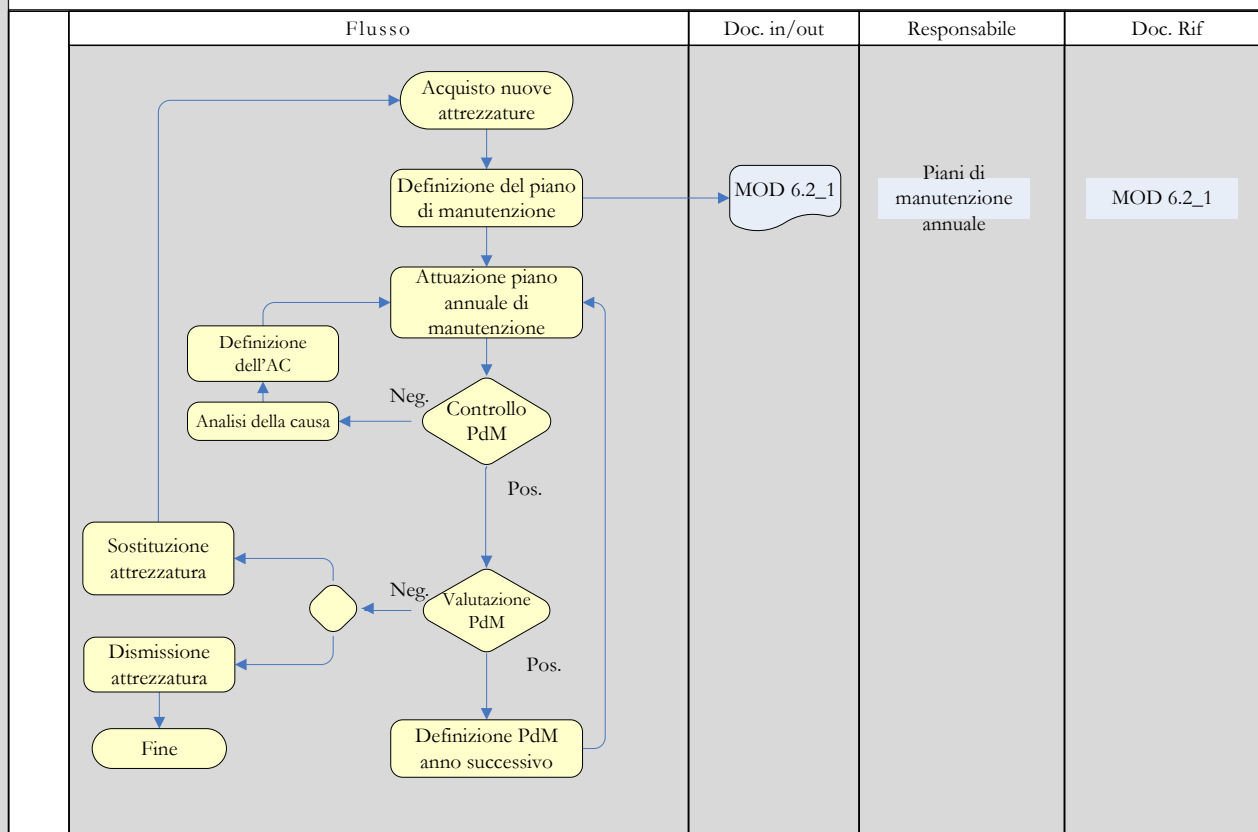 Flusso
Doc. in/out
Responsabile
Doc. Rif
Acquisto nuove
attrezzature
Definizione del piano
di manutenzione
MOD 6.2_1
Piani di
manutenzione
annuale
MOD 6.2_1
Attuazione piano
annuale di
manutenzione
Definizione
dell'AC
Neg.
Controllo
PdM
Analisi della causa
Pos.
Sostituzione
attrezzatura
Neg.
Valutazione
PdM
Dismissione
attrezzatura
Pos.
Definizione PdM
anno successivo
Fine